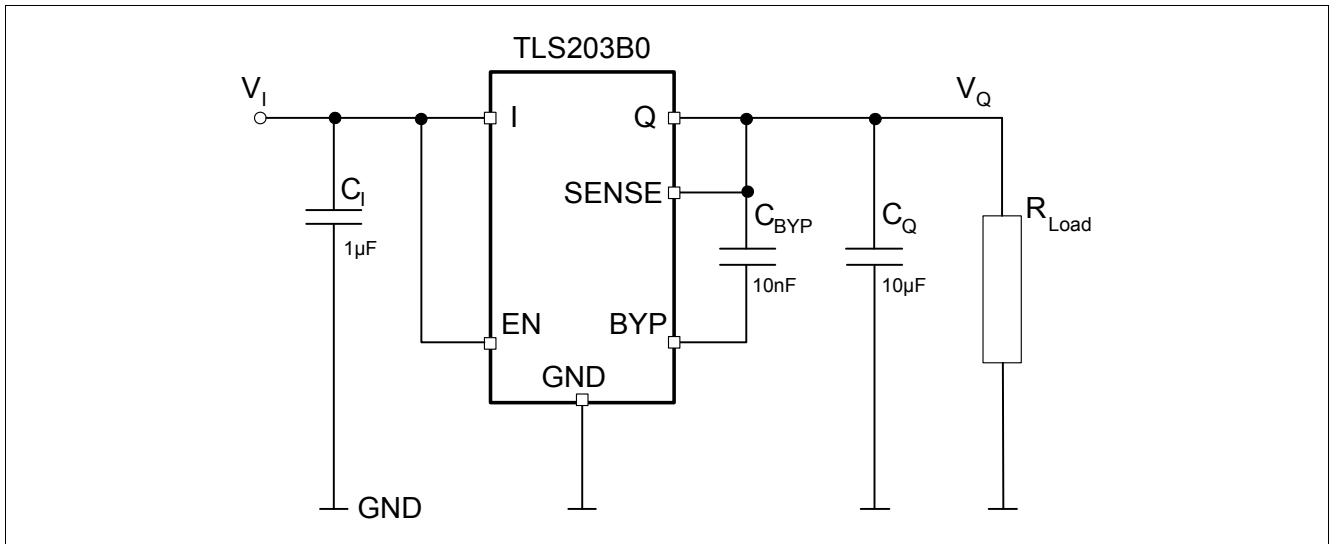 TLS203B0
V_I
I
Q
V_Q
SENSE
C_I
1µF
C_BYP
10nF
C_Q
10µF
R_Load
EN
BYP
GND
GND